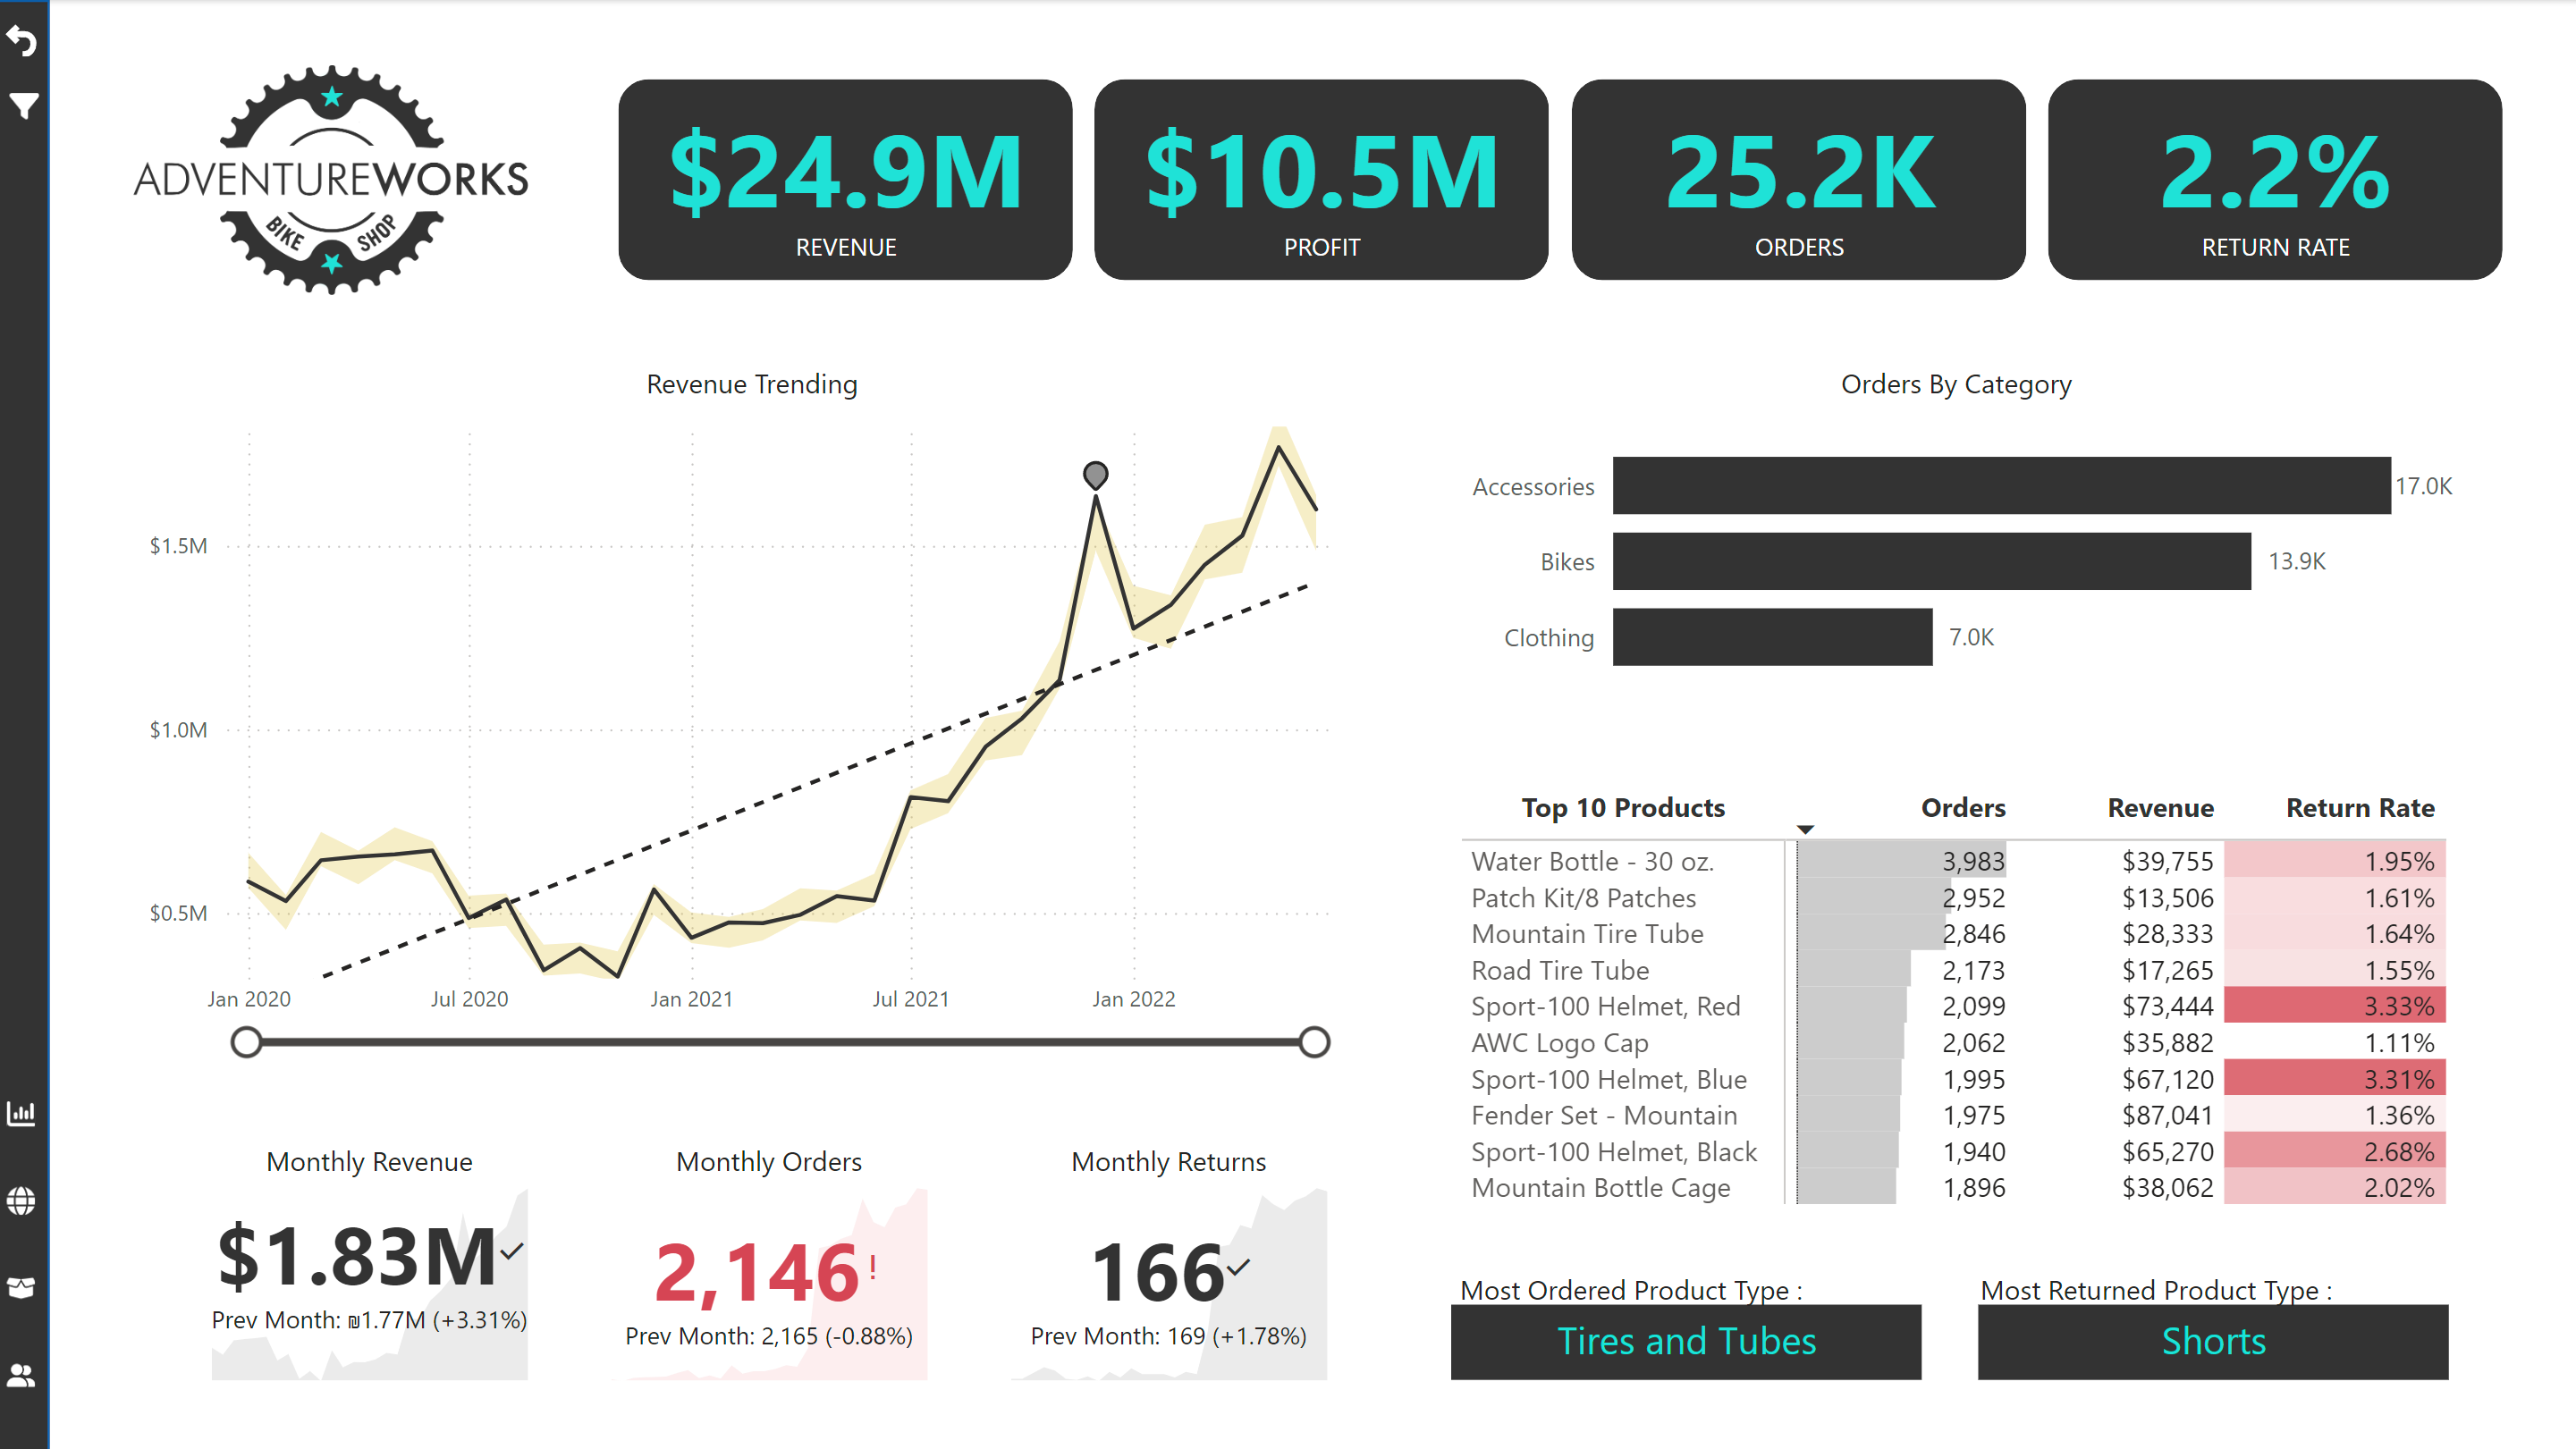 ADVENTUREWORKS
BIKE SHOP
$24.9M
REVENUE
$10.5M
PROFIT
25.2K
ORDERS
2.2%
RETURN RATE
Revenue Trending
$1.5M
$1.0M
$0.5M
Jan 2020 Jul 2020 Jan 2021 Jul 2021 Jan 2022
Orders By Category
Accessories 17.0K
Bikes 13.9K
Clothing 7.0K
Top 10 Products Orders Revenue Return Rate
Water Bottle - 30 oz. 3,983 $39,755 1.95%
Patch Kit/8 Patches 2,952 $13,506 1.61%
Mountain Tire Tube 2,846 $28,333 1.64%
Road Tire Tube 2,173 $17,265 1.55%
Sport-100 Helmet, Red 2,099 $73,444 3.33%
AWC Logo Cap 2,062 $35,882 1.11%
Sport-100 Helmet, Blue 1,995 $67,120 3.31%
Fender Set - Mountain 1,975 $87,041 1.36%
Sport-100 Helmet, Black 1,940 $65,270 2.68%
Mountain Bottle Cage 1,896 $38,062 2.02%
Monthly Revenue
$1.83M
Prev Month: ₪1.77M (+3.31%)
Monthly Orders
2,146 !
Prev Month: 2,165 (-0.88%)
Monthly Returns
166
Prev Month: 169 (+1.78%)
Most Ordered Product Type :
Tires and Tubes
Most Returned Product Type :
Shorts